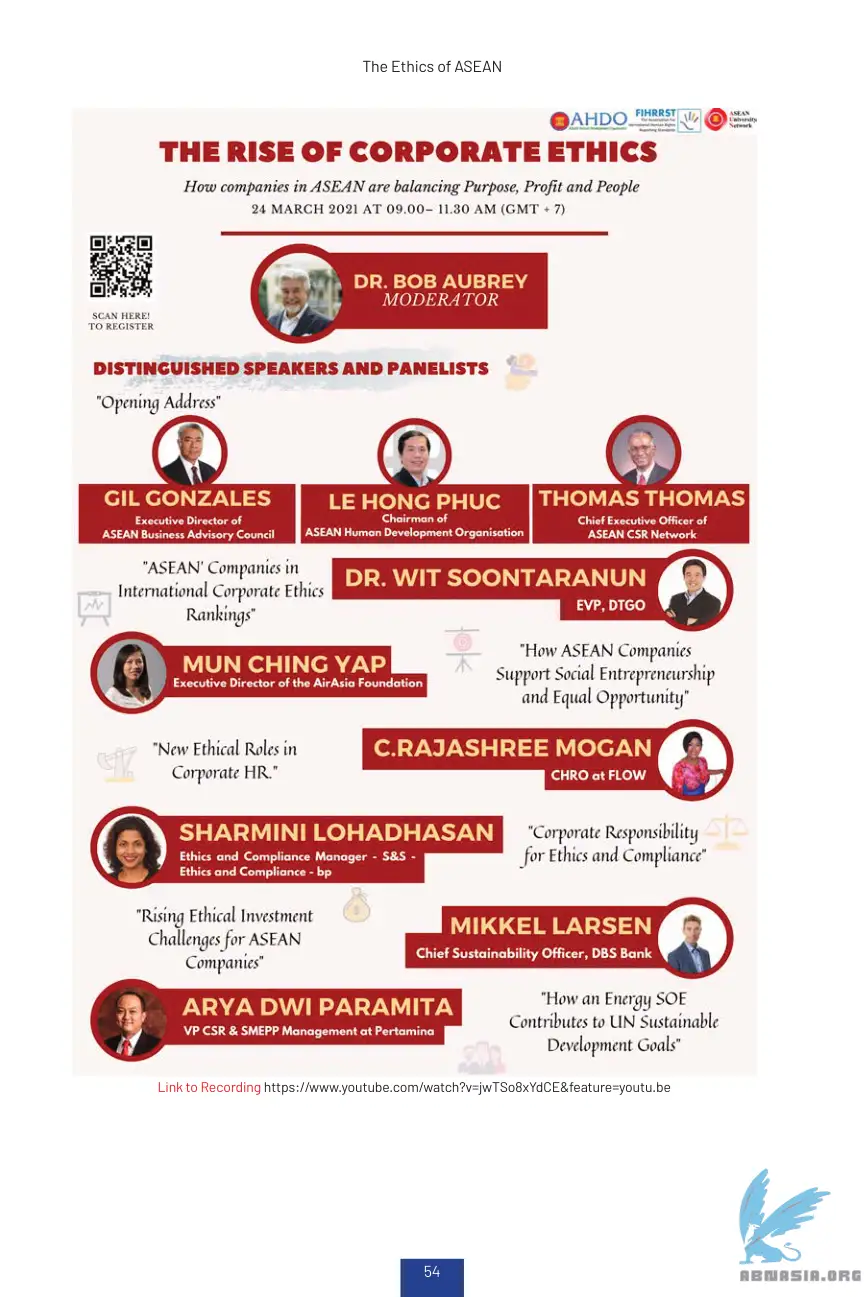 The Ethics of ASEAN
AHDO
FIHRRST
ASEAN
University
Network
THE RISE OF CORPORATE ETHICS
How companies in ASEAN are balancing Purpose, Profit and People
24 MARCH 2021 AT 09.00– 11.30 AM (GMT + 7)
SCAN HERE!
TO REGISTER
DR. BOB AUBREY
MODERATOR
DISTINGUISHED SPEAKERS AND PANELISTS
"Opening Address"
GIL GONZALES
Executive Director of
ASEAN Business Advisory Council
LE HONG PHUC
Chairman of
ASEAN Human Development Organisation
THOMAS THOMAS
Chief Executive Officer of
ASEAN CSR Network
"ASEAN' Companies in
International Corporate Ethics
Rankings"
DR. WIT SOONTARANUN
EVP, DTGO
MUN CHING YAP
Executive Director of the AirAsia Foundation
"How ASEAN Companies
Support Social Entrepreneurship
and Equal Opportunity"
"New Ethical Roles in
Corporate HR."
C.RAJASHREE MOGAN
CHRO at FLOW
SHARMINI LOHADHASAN
Ethics and Compliance Manager - S&S -
Ethics and Compliance - bp
"Corporate Responsibility
for Ethics and Compliance"
"Rising Ethical Investment
Challenges for ASEAN
Companies"
MIKKEL LARSEN
Chief Sustainability Officer, DBS Bank
ARYA DWI PARAMITA
VP CSR & SMEPP Management at Pertamina
"How an Energy SOE
Contributes to UN Sustainable
Development Goals"
Link to Recording https://www.youtube.com/watch?v=jwTSo8xYdCE&feature=youtu.be
54
ABNASIA.ORG